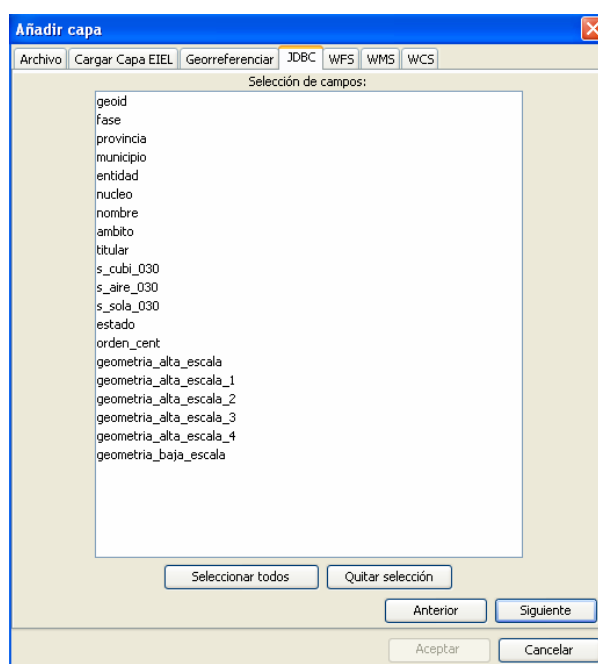 Añadir capa
Archivo Cargar Capa EIEL Georreferenciar JDBC WFS WMS WCS
Selección de campos:
geoid
fase
provincia
municipio
entidad
nucleo
nombre
ambito
titular
s_cubi_030
s_aire_030
s_sola_030
estado
orden_cent
geometria_alta_escala
geometria_alta_escala_1
geometria_alta_escala_2
geometria_alta_escala_3
geometria_alta_escala_4
geometria_baja_escala
Seleccionar todos Quitar selección
Anterior Siguiente
Aceptar Cancelar